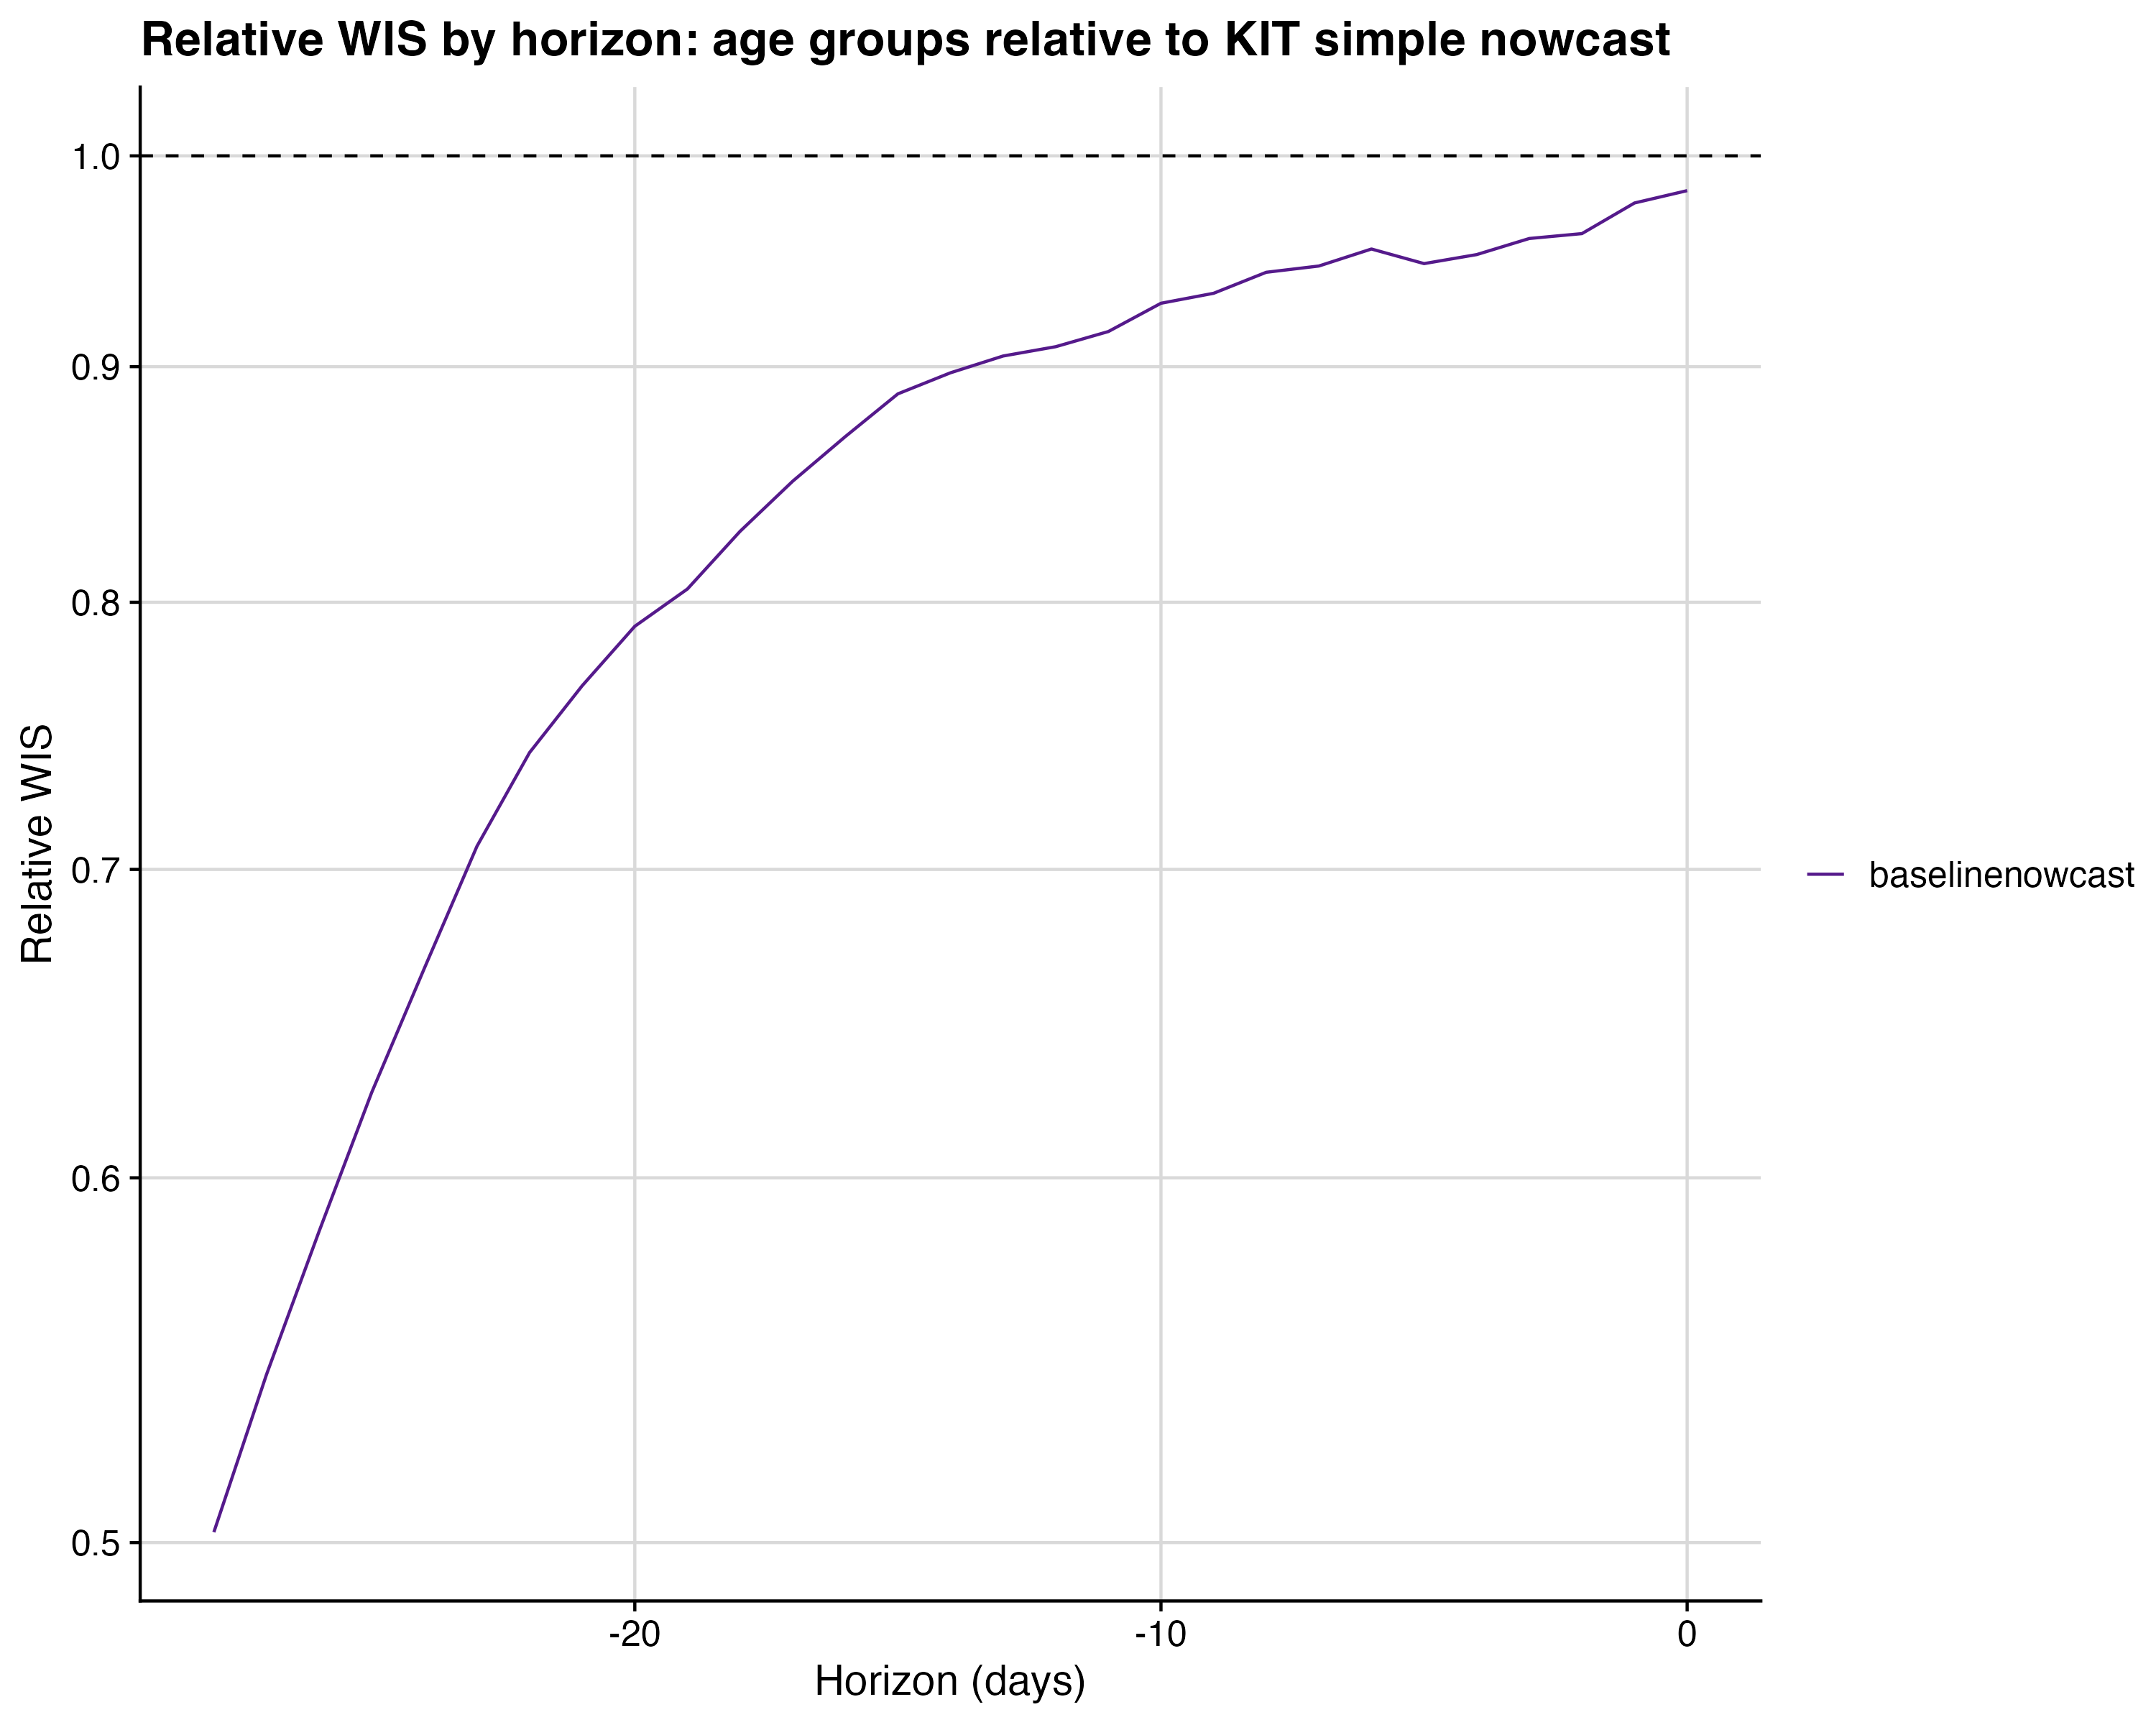 Relative WIS by horizon: age groups relative to KIT simple nowcast
1.0
0.9
0.8
0.7
0.6
0.5
Relative WIS
-20
-10
0
Horizon (days)
baselinenowcast